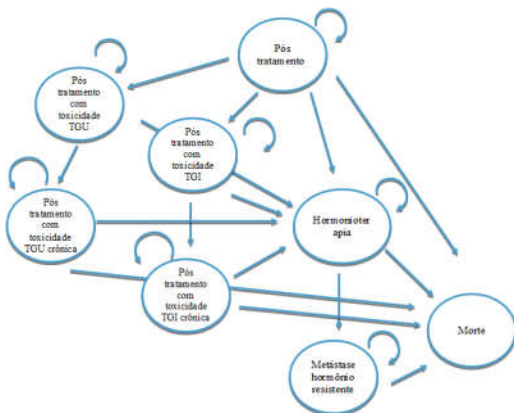 Pós
tratamento
Pós
tratamento
com
toxicidade
TGU
Pós
tratamento
com
toxicidade
TGI
Pós
tratamento
com
toxicidade
TGU crônica
Hormonioter
apia
Pós
tratamento
com
toxicidade
TGI crônica
Morte
Metástase
hormônio
resistente